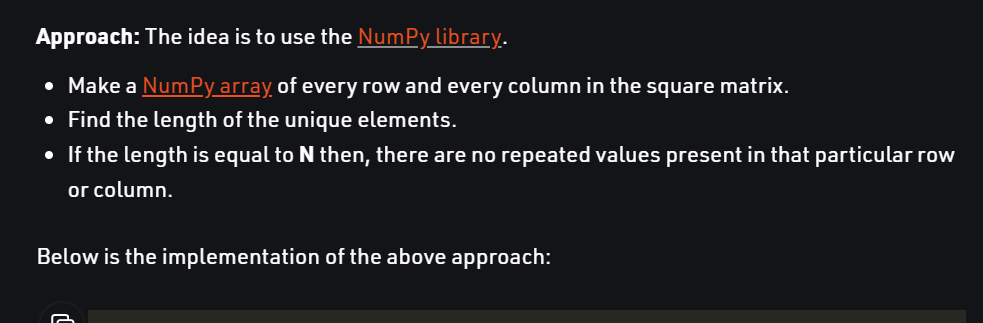 Approach: The idea is to use the NumPy library.
• Make a NumPy array of every row and every column in the square matrix.
• Find the length of the unique elements.
• If the length is equal to N then, there are no repeated values present in that particular row
or column.
Below is the implementation of the above approach: